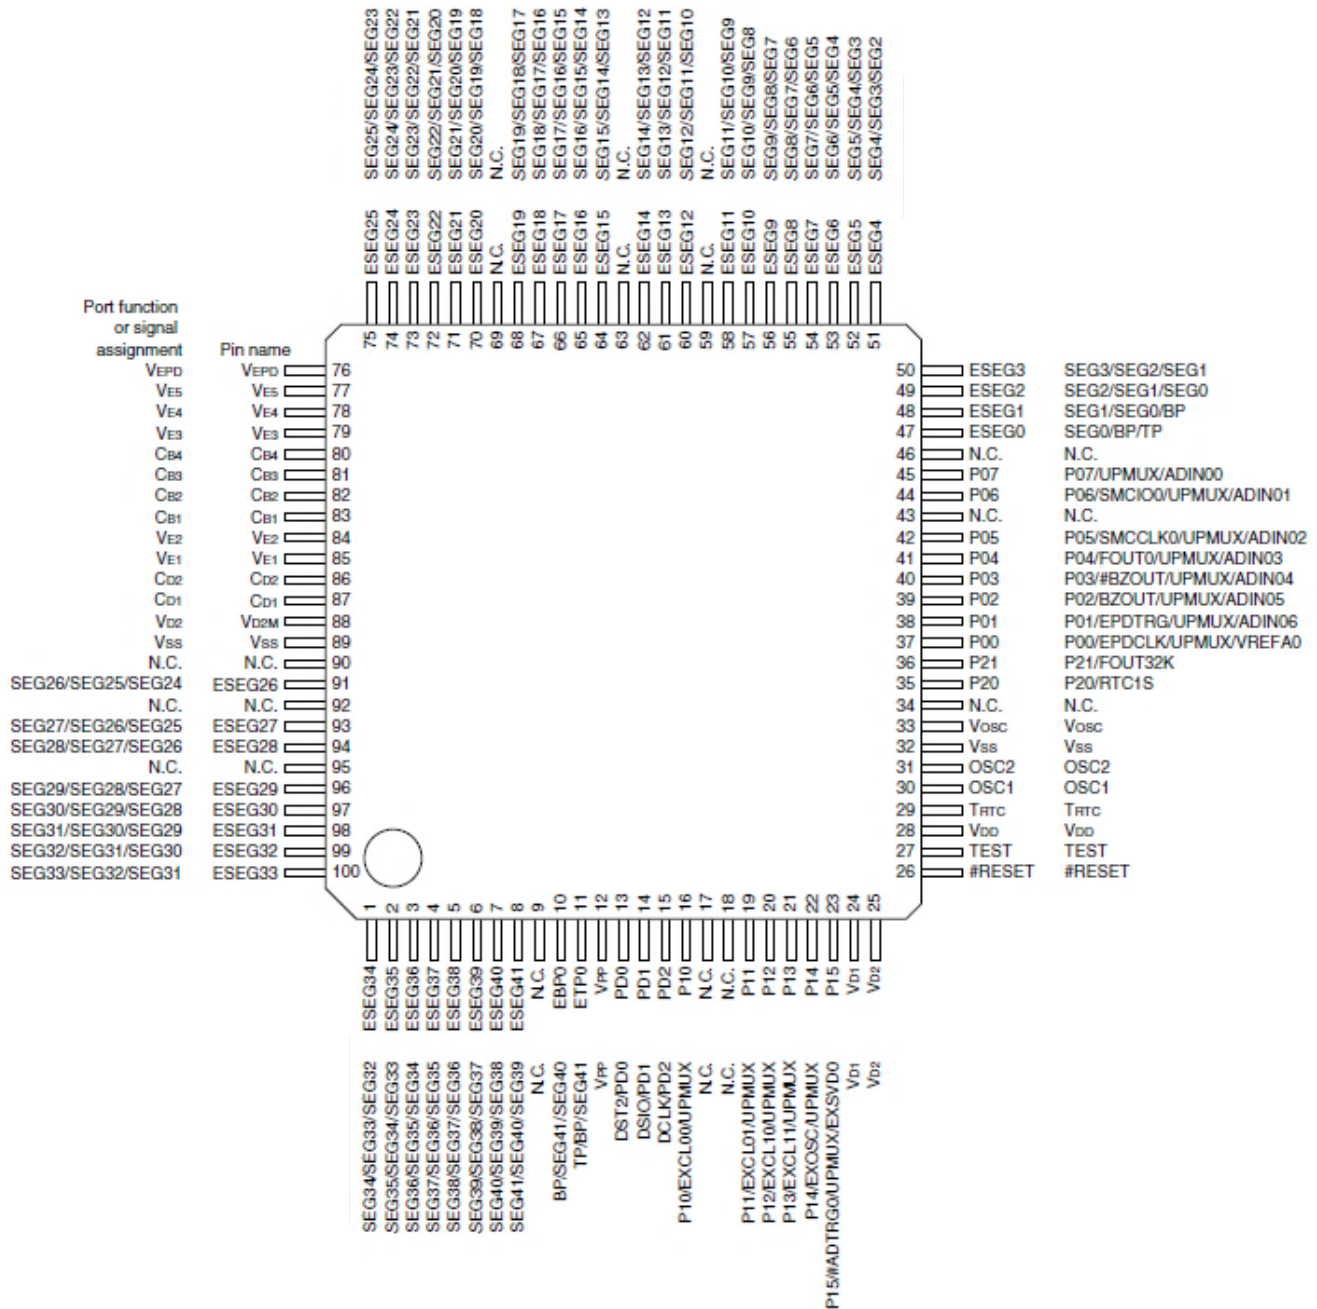 SEG25/SEG24/SEG23
SEG24/SEG23/SEG22
SEG23/SEG22/SEG21
SEG22/SEG21/SEG20
SEG21/SEG20/SEG19
SEG20/SEG19/SEG18
N.C.
SEG19/SEG18/SEG17
SEG18/SEG17/SEG16
SEG17/SEG16/SEG15
SEG16/SEG15/SEG14
SEG15/SEG14/SEG13
N.C.
SEG14/SEG13/SEG12
SEG13/SEG12/SEG11
SEG12/SEG11/SEG10
N.C.
SEG11/SEG10/SEG9
SEG10/SEG9/SEG8
SEG9/SEG8/SEG7
SEG8/SEG7/SEG6
SEG7/SEG6/SEG5
SEG6/SEG5/SEG4
SEG5/SEG4/SEG3
SEG4/SEG3/SEG2
ESEG25
ESEG24
ESEG23
ESEG22
ESEG21
ESEG20
N.C.
ESEG19
ESEG18
ESEG17
ESEG16
ESEG15
N.C.
ESEG14
ESEG13
ESEG12
N.C.
ESEG11
ESEG10
ESEG9
ESEG8
ESEG7
ESEG6
ESEG5
ESEG4
75 74 73 72 71 70 69 68 67 66 65 64 63 62 61 60 59 58 57 56 55 54 53 52 51
Port function
or signal
assignment Pin name
VEPD VEPD 76
VE5 VE5 77
VE4 VE4 78
VE3 VE3 79
CB4 CB4 80
CB3 CB3 81
CB2 CB2 82
CB1 CB1 83
VE2 VE2 84
VE1 VE1 85
CD2 CD2 86
CD1 CD1 87
VD2 VD2M 88
VSS VSS 89
N.C. N.C. 90
SEG26/SEG25/SEG24 ESEG26 91
N.C. N.C. 92
SEG27/SEG26/SEG25 ESEG27 93
SEG28/SEG27/SEG26 ESEG28 94
N.C. N.C. 95
SEG29/SEG28/SEG27 ESEG29 96
SEG30/SEG29/SEG28 ESEG30 97
SEG31/SEG30/SEG29 ESEG31 98
SEG32/SEG31/SEG30 ESEG32 99
SEG33/SEG32/SEG31 ESEG33 100
50 ESEG3 SEG3/SEG2/SEG1
49 ESEG2 SEG2/SEG1/SEG0
48 ESEG1 SEG1/SEG0/BP
47 ESEG0 SEG0/BP/TP
46 N.C. N.C.
45 P07 P07/UPMUX/ADIN00
44 P06 P06/SMCIO0/UPMUX/ADIN01
43 N.C. N.C.
42 P05 P05/SMCCLK0/UPMUX/ADIN02
41 P04 P04/FOUT0/UPMUX/ADIN03
40 P03 P03/#BZOUT/UPMUX/ADIN04
39 P02 P02/BZOUT/UPMUX/ADIN05
38 P01 P01/EPDTRG/UPMUX/ADIN06
37 P00 P00/EPDCLK/UPMUX/VREFA0
36 P21 P21/FOUT32K
35 P20 P20/RTC1S
34 N.C. N.C.
33 VOSC VOSC
32 VSS VSS
31 OSC2 OSC2
30 OSC1 OSC1
29 TRTC TRTC
28 VDD VDD
27 TEST TEST
26 #RESET #RESET
1 2 3 4 5 6 7 8 9 10 11 12 13 14 15 16 17 18 19 20 21 22 23 24 25
ESEG34
ESEG35
ESEG36
ESEG37
ESEG38
ESEG39
ESEG40
ESEG41
N.C.
EBP0
ETP0
VPP
PD0
PD1
PD2
P10
N.C.
N.C.
P11
P12
P13
P14
P15
VD1
VD2
SEG34/SEG33/SEG32
SEG35/SEG34/SEG33
SEG36/SEG35/SEG34
SEG37/SEG36/SEG35
SEG38/SEG37/SEG36
SEG39/SEG38/SEG37
SEG40/SEG39/SEG38
SEG41/SEG40/SEG39
N.C.
BP/SEG41/SEG40
TP/BP/SEG41
VPP
DST2/PD0
DSIO/PD1
DCLK/PD2
P10/EXCL00/UPMUX
N.C.
N.C.
P11/EXCL01/UPMUX
P12/EXCL10/UPMUX
P13/EXCL11/UPMUX
P14/EXOSC/UPMUX
P15/#ADTRG0/UPMUX/EXSVD0
VD1
VD2